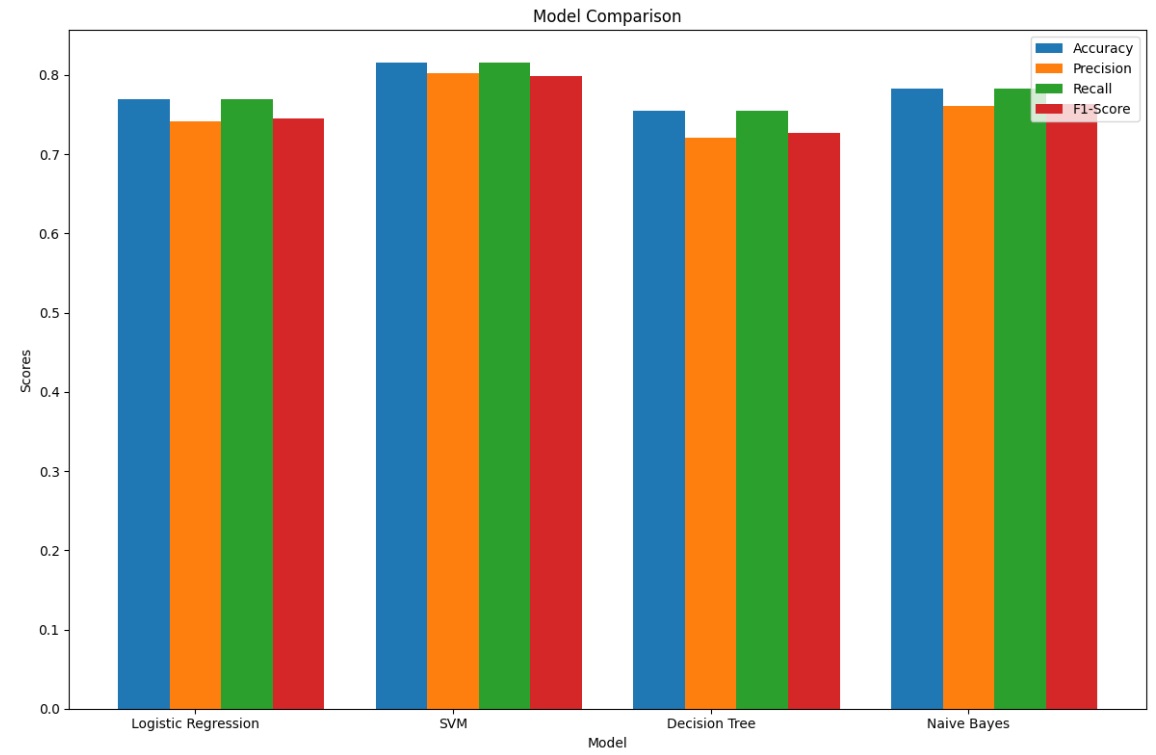 Model Comparison
Accuracy
Precision
Recall
F1-Score
0.8
0.7
0.6
0.5
0.4
0.3
0.2
0.1
0.0
Scores
Logistic Regression
SVM
Decision Tree
Naive Bayes
Model